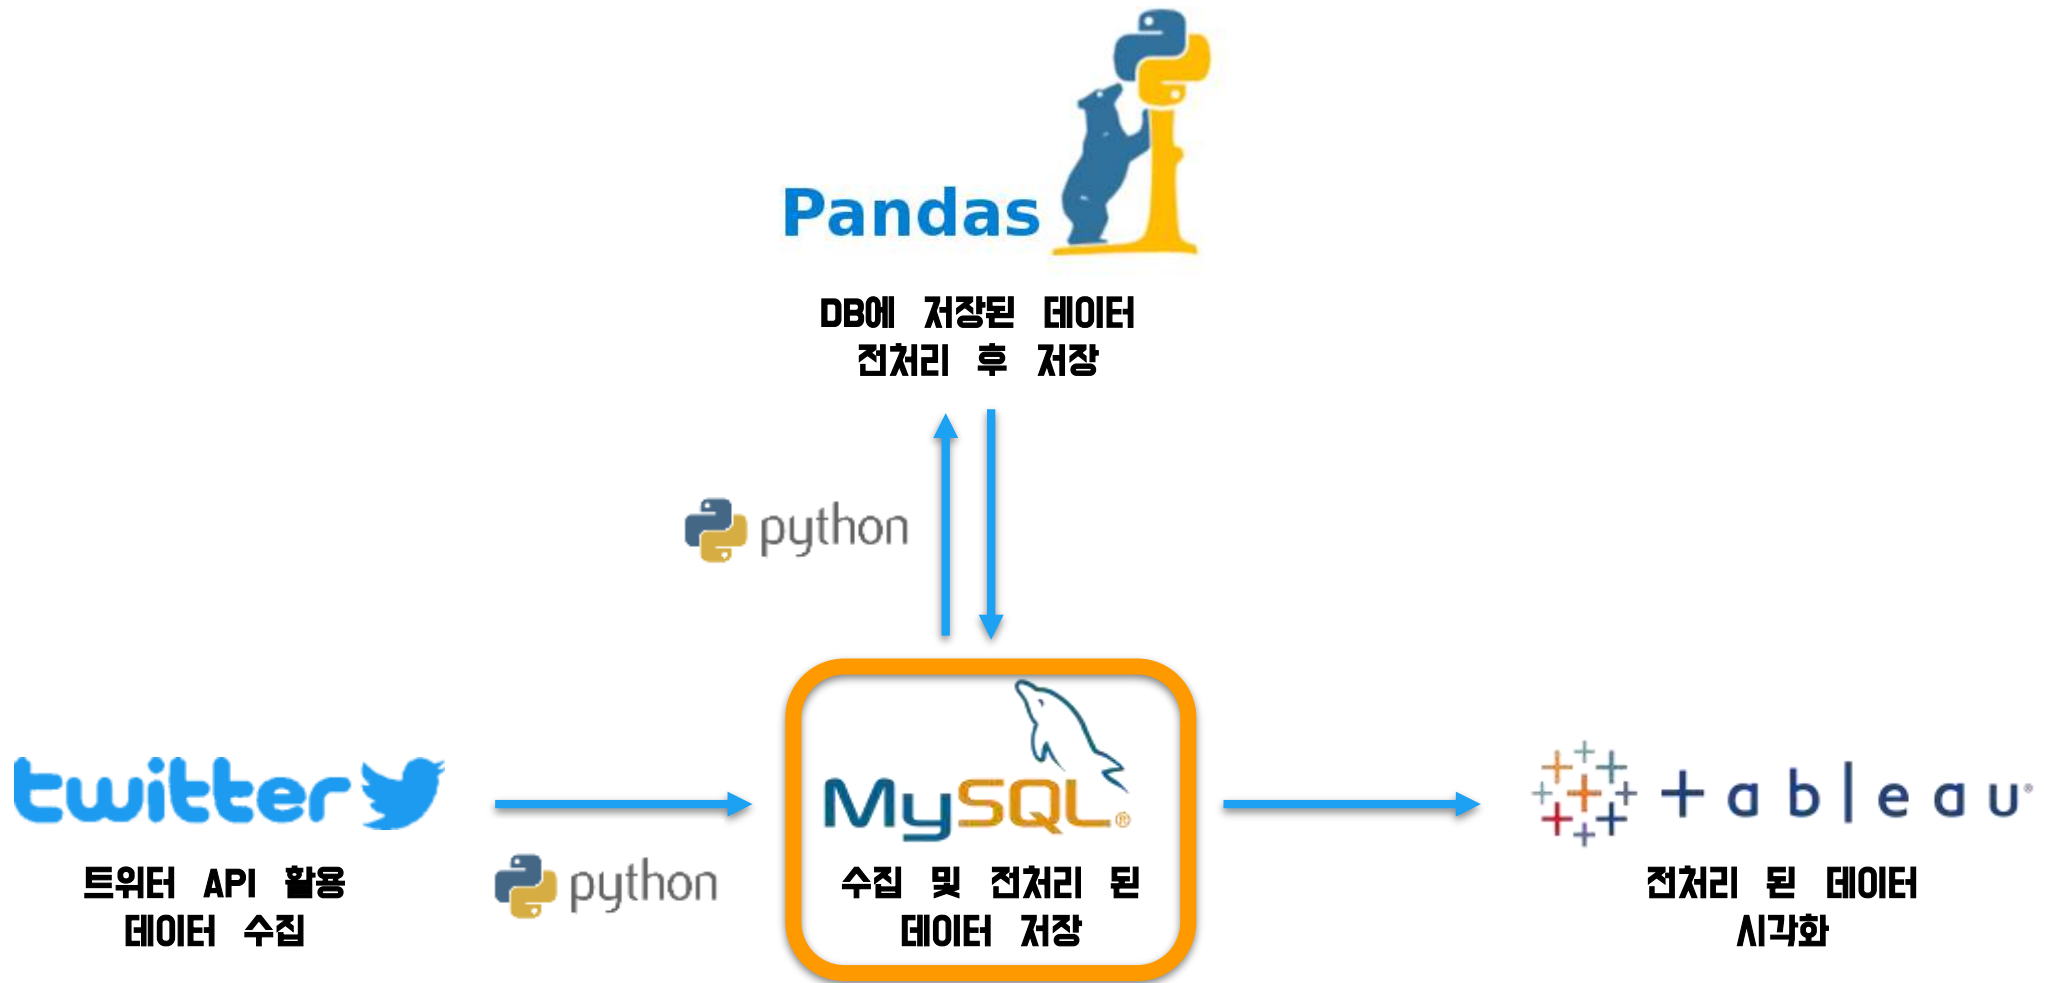 Pandas
DB에 저장된 데이터
전처리 후 저장
python
twitter
트위터 API 활용
데이터 수집
python
MySQL®
수집 및 전처리 된
데이터 저장
+ableau®
전처리 된 데이터
시각화